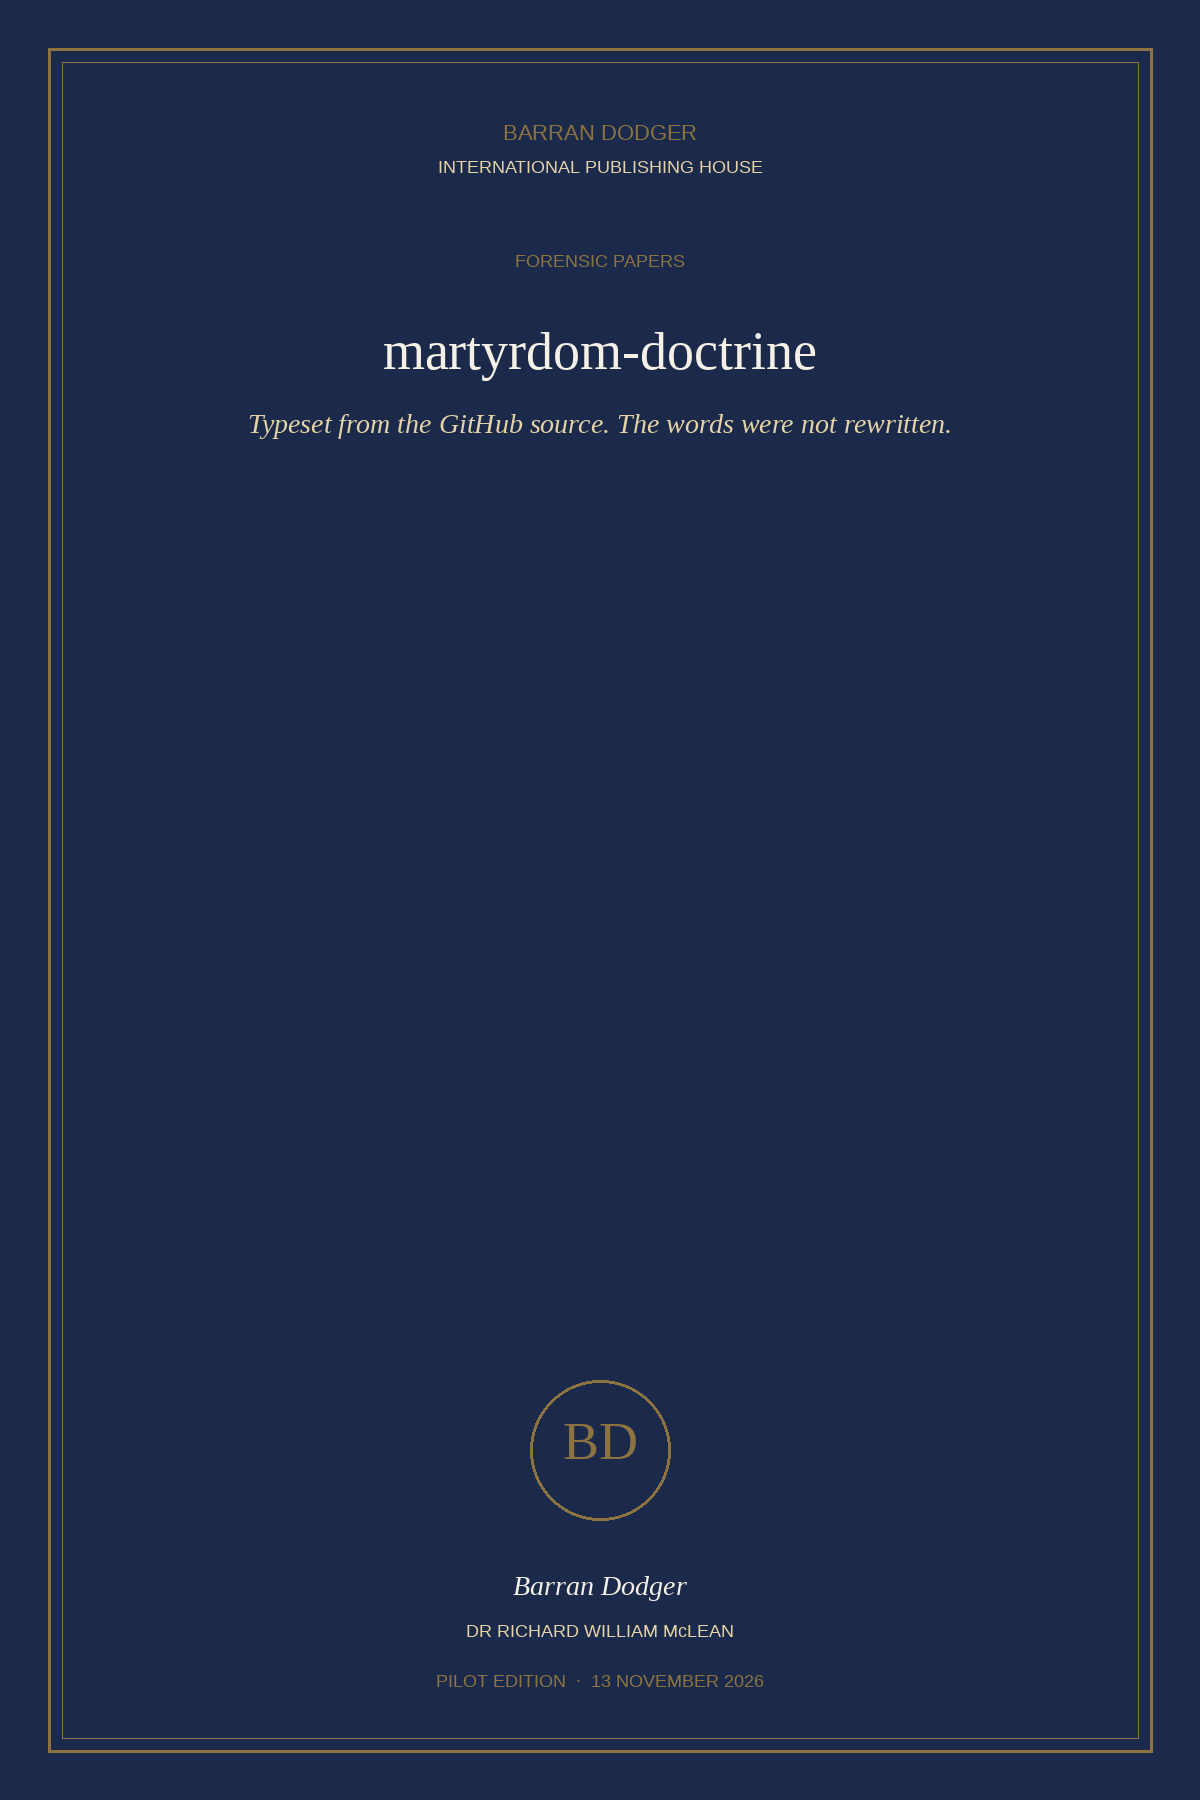 BARRAN DODGER
INTERNATIONAL PUBLISHING HOUSE
FORENSIC PAPERS
martyrdom-doctrine
Typeset from the GitHub source. The words were not rewritten.
BD
Barran Dodger
DR RICHARD WILLIAM McLEAN
PILOT EDITION · 13 NOVEMBER 2026